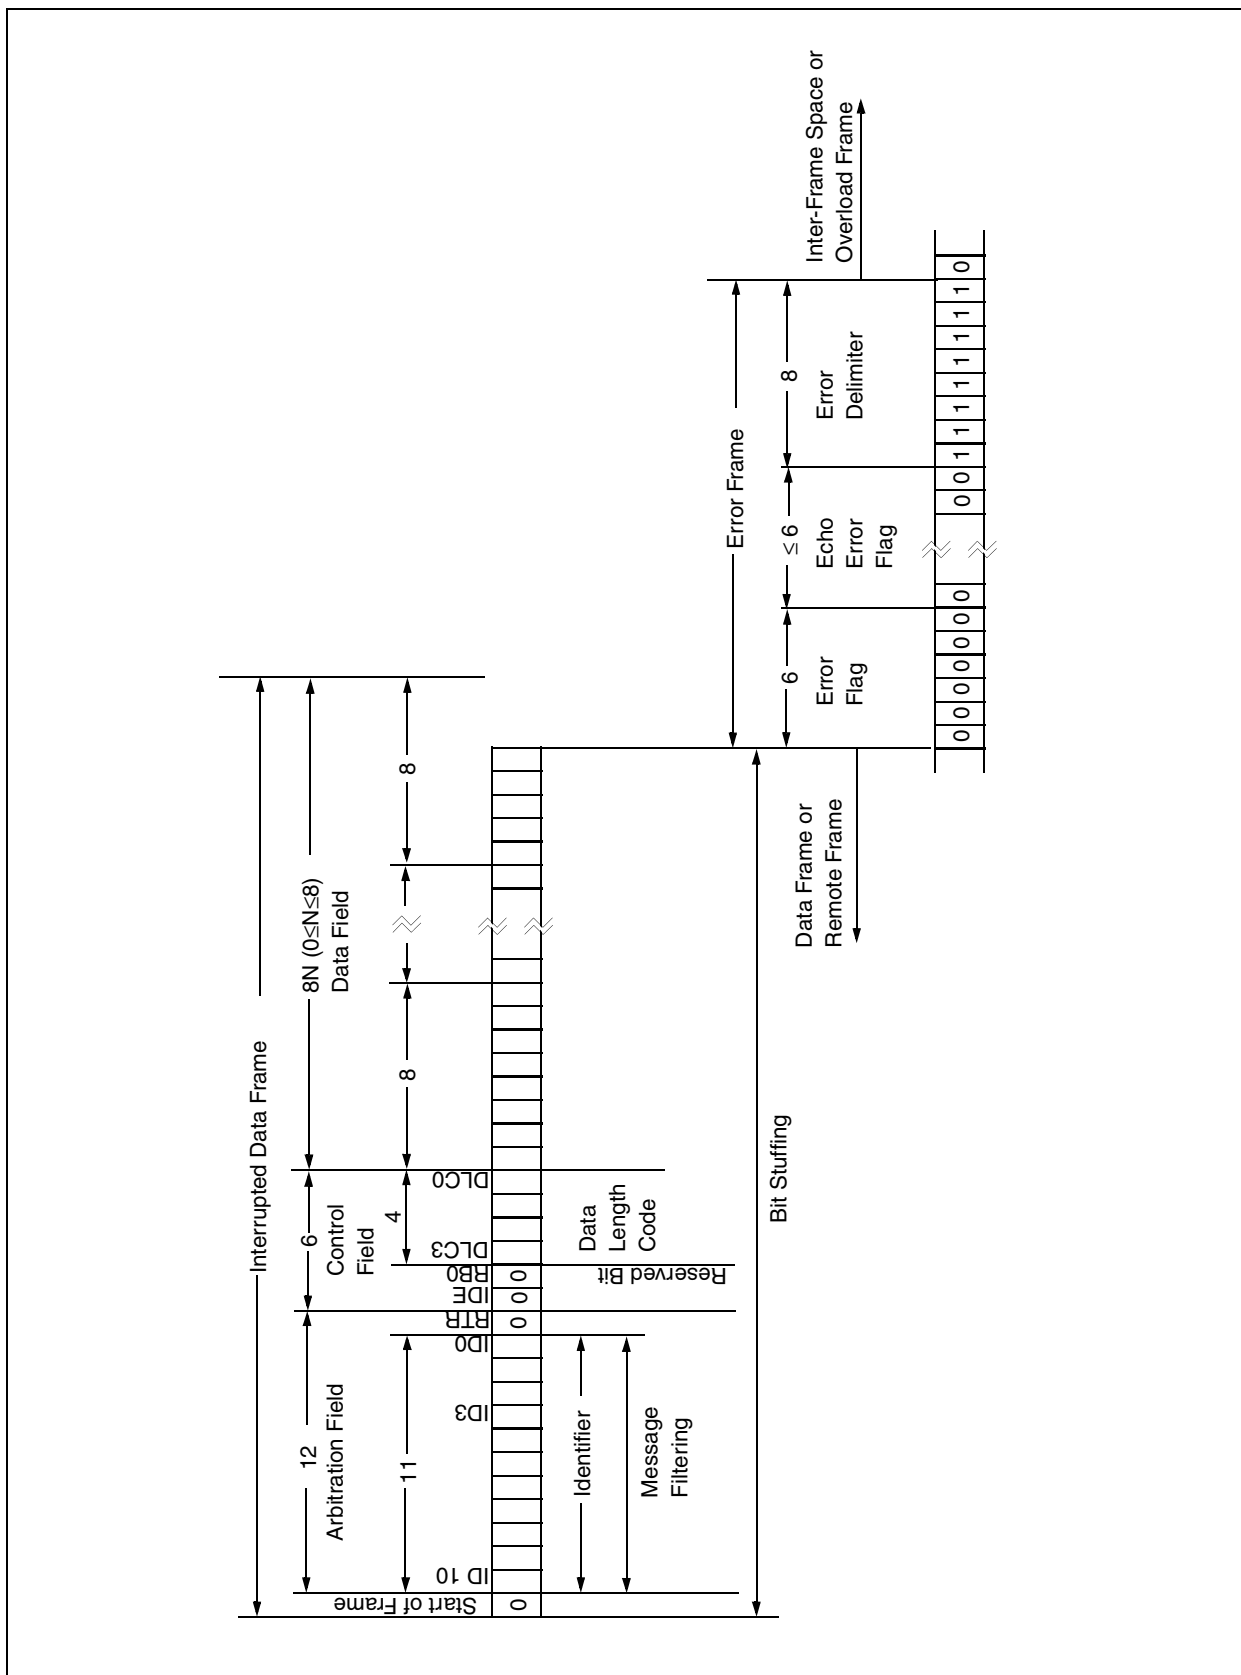 Interrupted Data Frame
12
Arbitration Field
6
Control
Field
8N (0≤N≤8)
Data Field
11
4
8
8
Start of Frame
ID 10
ID3
ID0
RTR
IDE
RB0
DLC3
DLC0
0
0
0
0
Identifier
Message
Filtering
Reserved Bit
Data
Length
Code
Bit Stuffing
Data Frame or
Remote Frame
Error Frame
Inter-Frame Space or
Overload Frame
6
Error
Flag
≤ 6
Echo
Error
Flag
8
Error
Delimiter
0 0 0 0 0 0 0 0 0 1 1 1 1 1 1 1 1 0